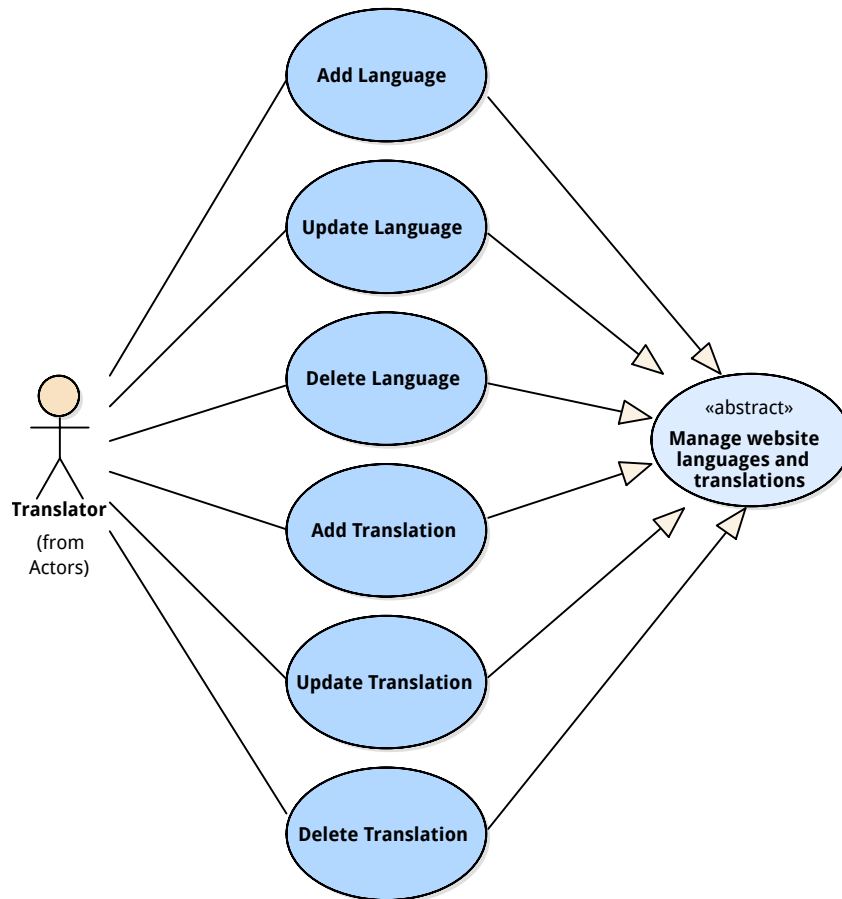 Add Language
Update Language
Delete Language
Add Translation
Update Translation
Delete Translation
Translator
(from
Actors)
«abstract»
Manage website
languages and
translations